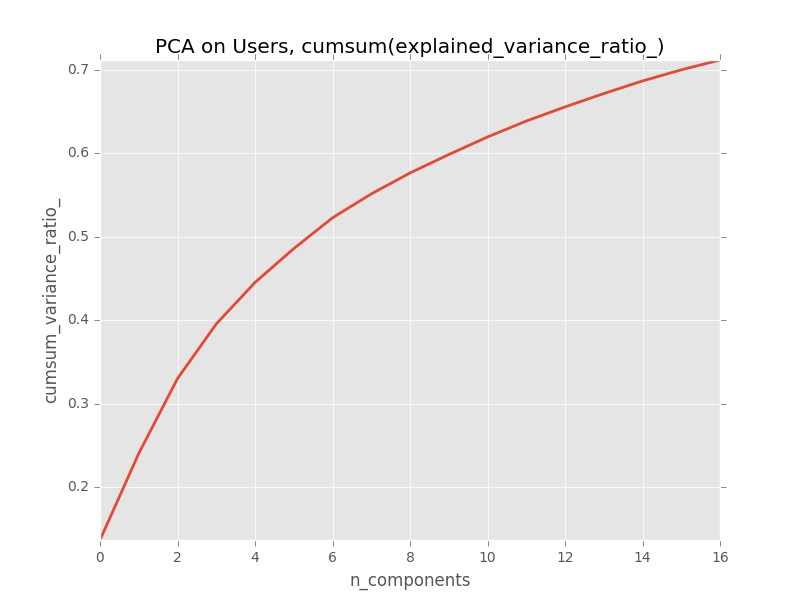 PCA on Users, cumsum(explained_variance_ratio_)
0.7
0.6
0.5
0.4
0.3
0.2
cumsum_variance_ratio_
0 2 4 6 8 10 12 14 16
n_components